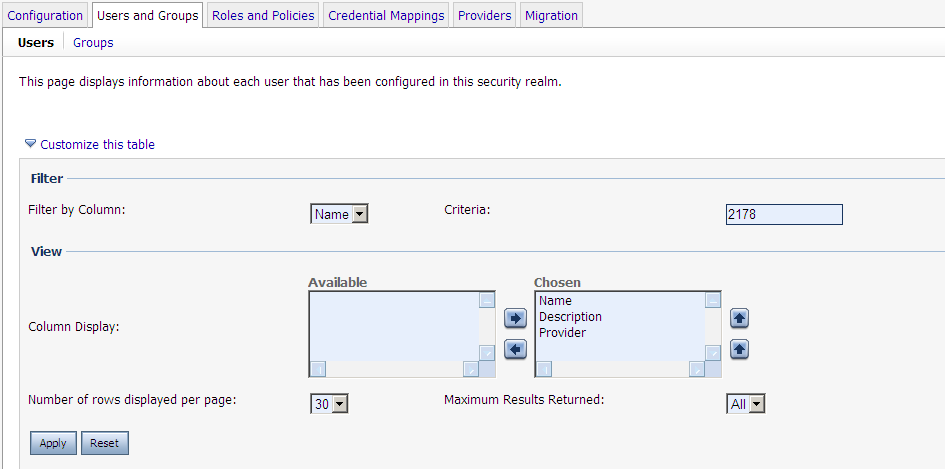 Configuration Users and Groups Roles and Policies Credential Mappings Providers Migration
Users Groups
This page displays information about each user that has been configured in this security realm.
Customize this table
Filter
Filter by Column: Name Criteria: 2178
View
Available Chosen
Column Display: Name
Description
Provider
Number of rows displayed per page: 30 Maximum Results Returned: All
Apply Reset